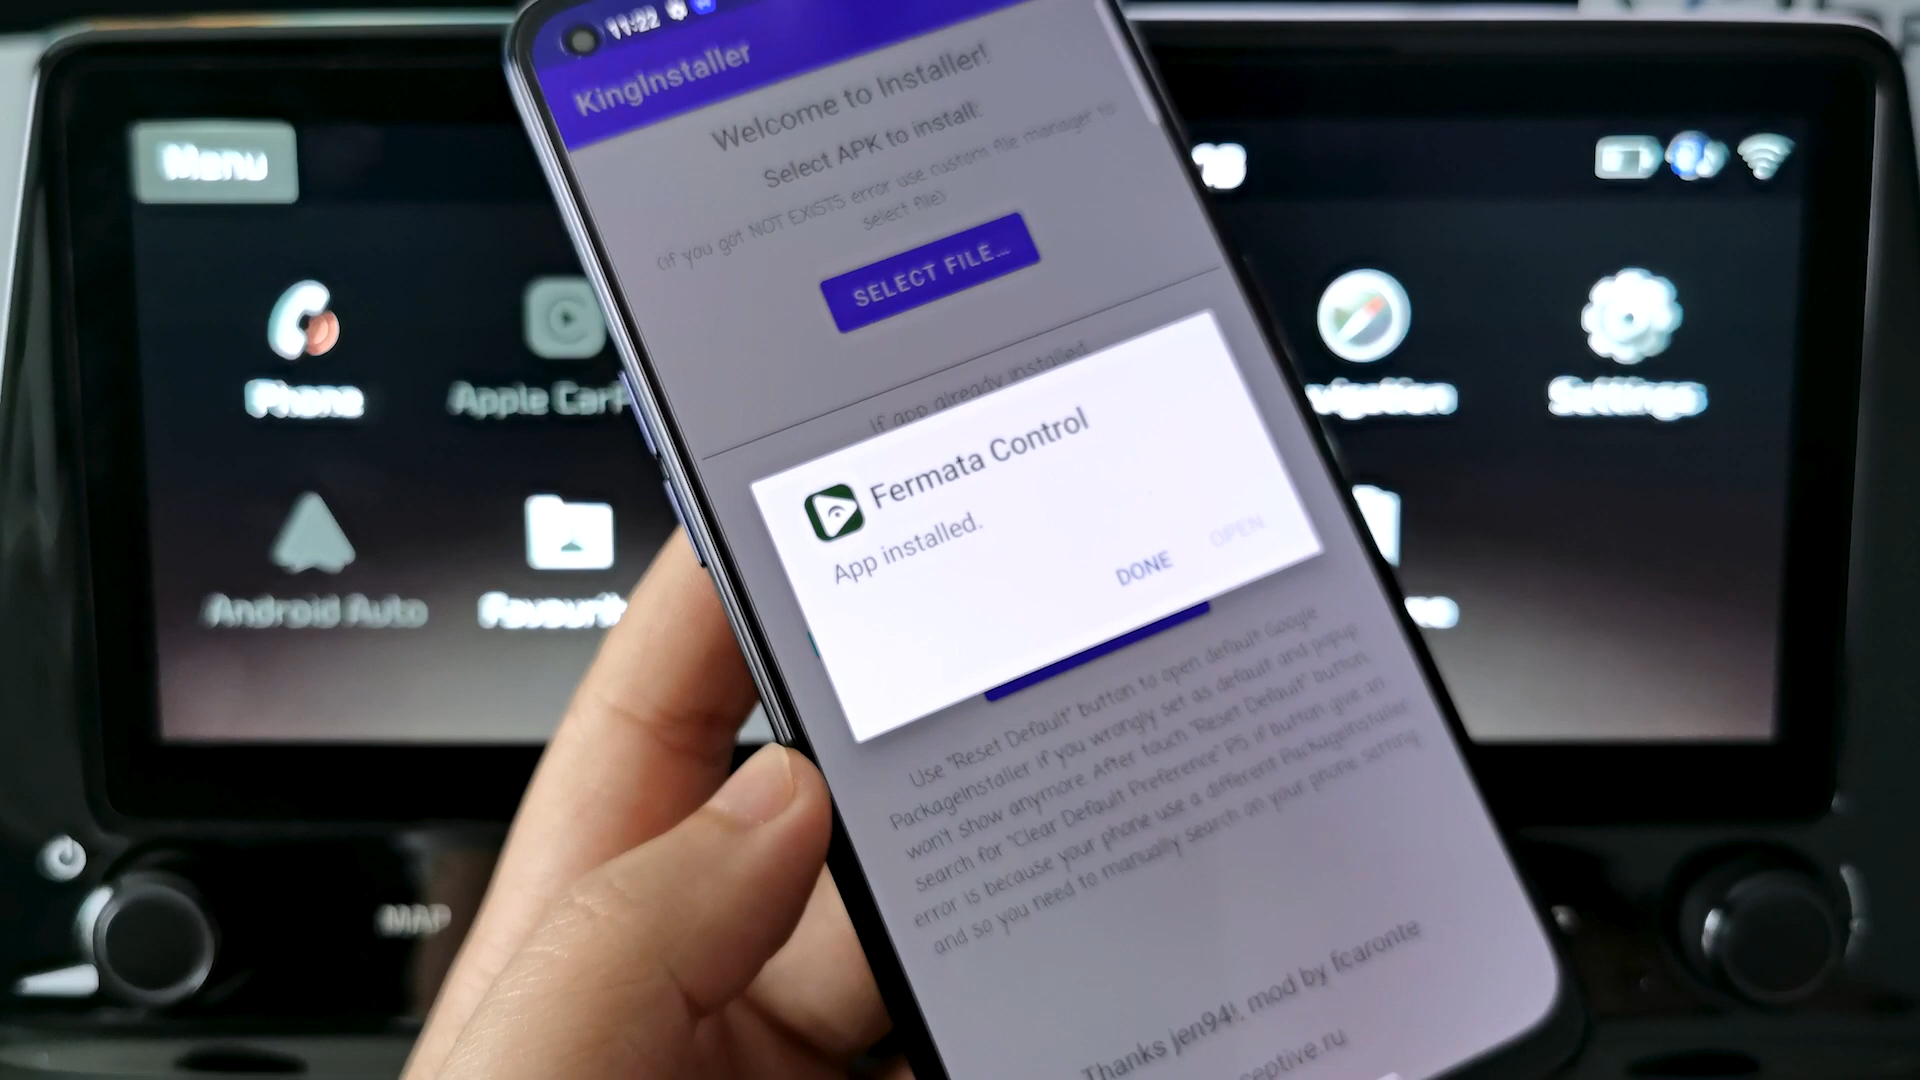 11:22
KingInstaller
Welcome to Installer!
Select APK to install:
(if you got NOT EXISTS error use custom file manager to
select file)
SELECT FILE...
If app already installed
Fermata Control
App installed.
DONE
OPEN
Use "Reset Default" button to open default Google
PackageInstaller if you wrongly set as default and popup
won't show anymore. After touch "Reset Default" button
search for "Clear Default Preference" PS if button give an
error is because your phone use a different PackageInstaller
and so you need to manually search on your phone setting
Thanks jen94!, mod by fcaronte
ceptive.ru
Menu
Phone
Apple CarP
vigation
Settings
Android Auto
Favourit
MAP